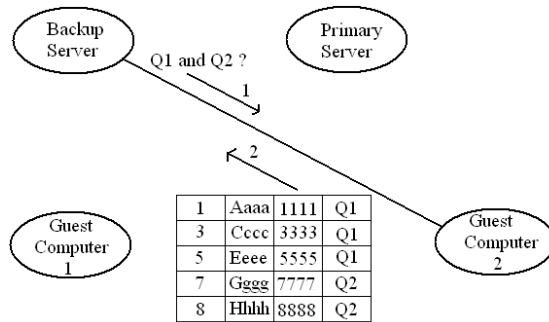 Backup
Server
Primary
Server
Q1 and Q2 ?
1
2
1 Aaaa 1111 Q1
3 Cccc 3333 Q1
5 Eeee 5555 Q1
7 Gggg 7777 Q2
8 Hhhh 8888 Q2
Guest
Computer
1
Guest
Computer
2